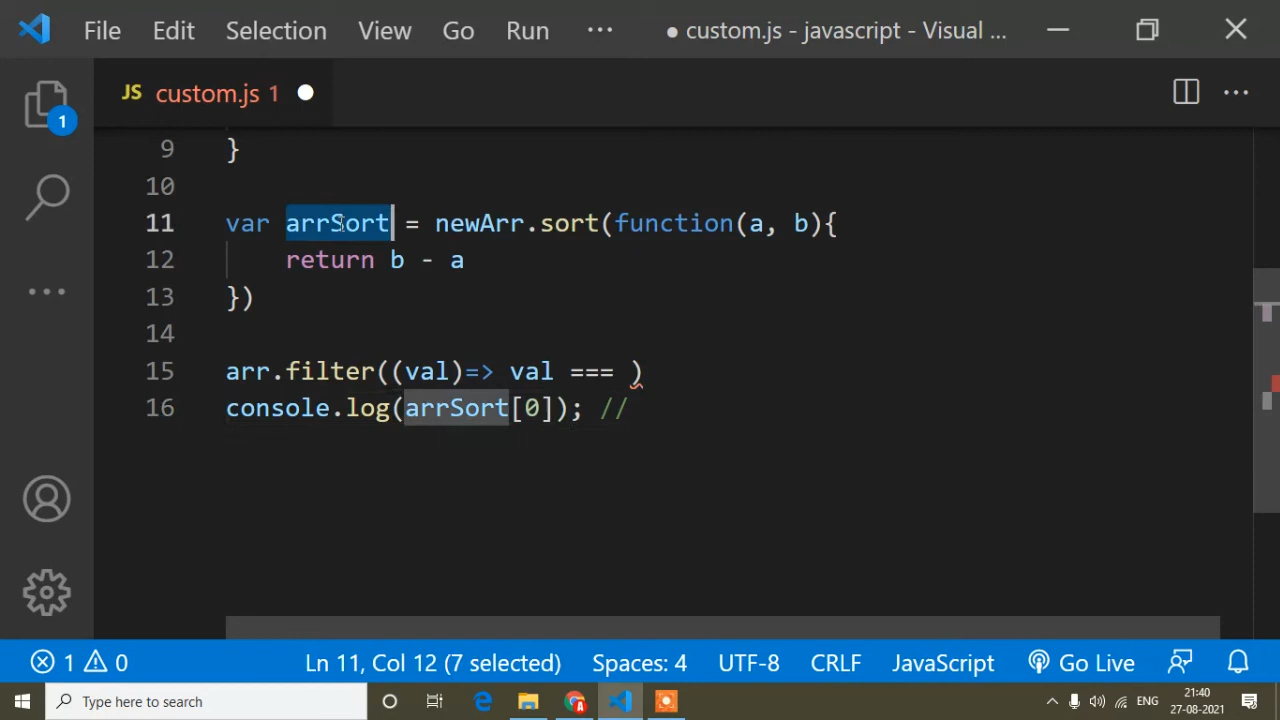 File Edit Selection View Go Run ··· ● custom.js - javascript - Visual ...
JS custom.js 1 ●
1
9 }
10
11 var arrSort = newArr.sort(function(a, b){
12 return b - a
13 })
14
15 arr.filter((val)=> val === )
16 console.log(arrSort[0]); //
1 0 Ln 11, Col 12 (7 selected) Spaces: 4 UTF-8 CRLF JavaScript Go Live
Type here to search ENG 21:40
27-08-2021